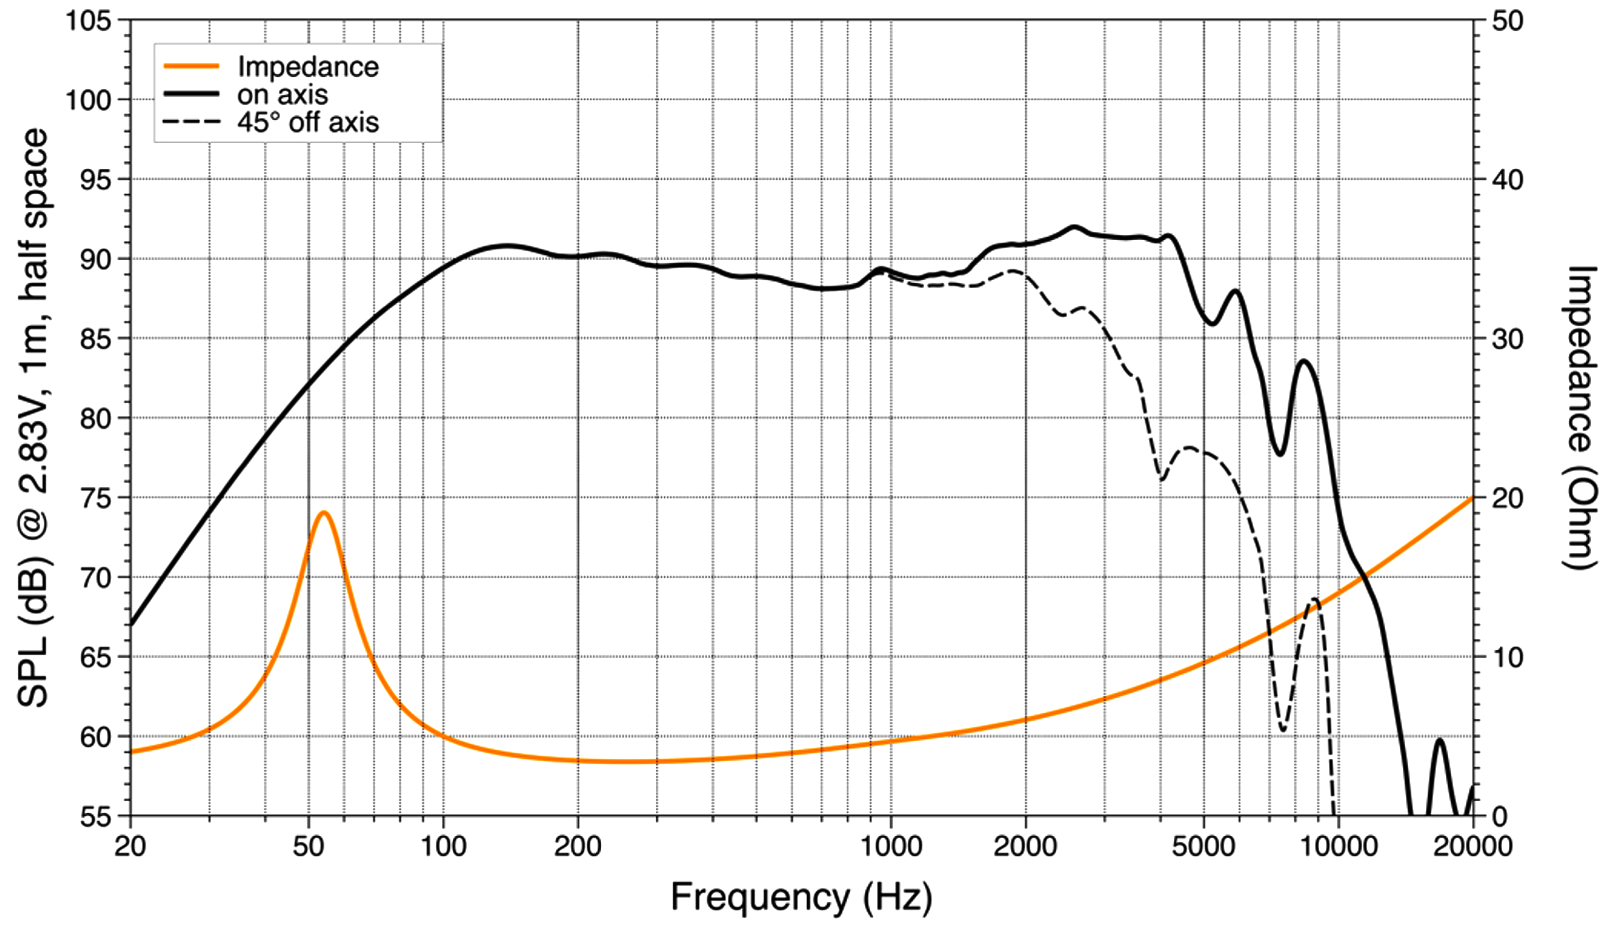 SPL (dB) @ 2.83V, 1m, half space
105
100
95
90
85
80
75
70
65
60
55
Impedance
on axis
45° off axis
50
40
30
20
10
0
Impedance (Ohm)
20 50 100 200 1000 2000 5000 10000 20000
Frequency (Hz)